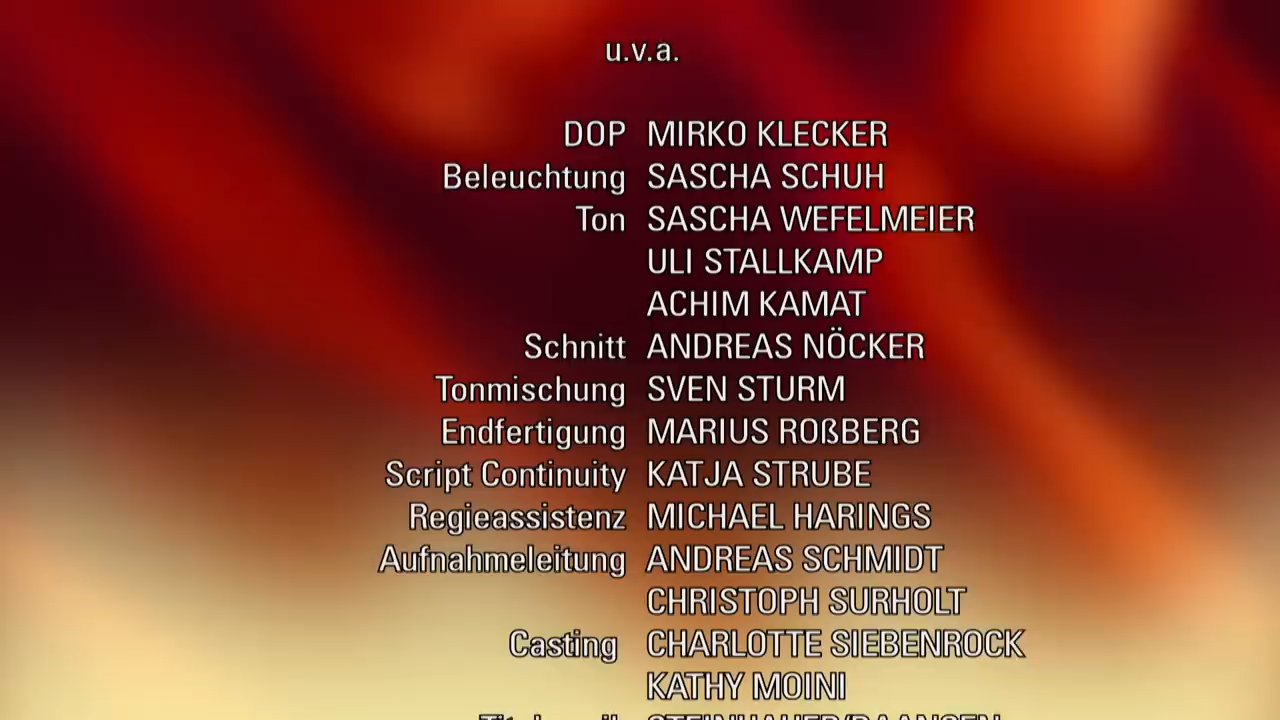 u.v.a.
DOP MIRKO KLECKER
Beleuchtung SASCHA SCHUH
Ton SASCHA WEFELMEIER
ULI STALLKAMP
ACHIM KAMAT
Schnitt ANDREAS NÖCKER
Tonmischung SVEN STURM
Endfertigung MARIUS ROßBERG
Script Continuity KATJA STRUBE
Regieassistenz MICHAEL HARINGS
Aufnahmeleitung ANDREAS SCHMIDT
CHRISTOPH SURHOLT
Casting CHARLOTTE SIEBENROCK
KATHY MOINI